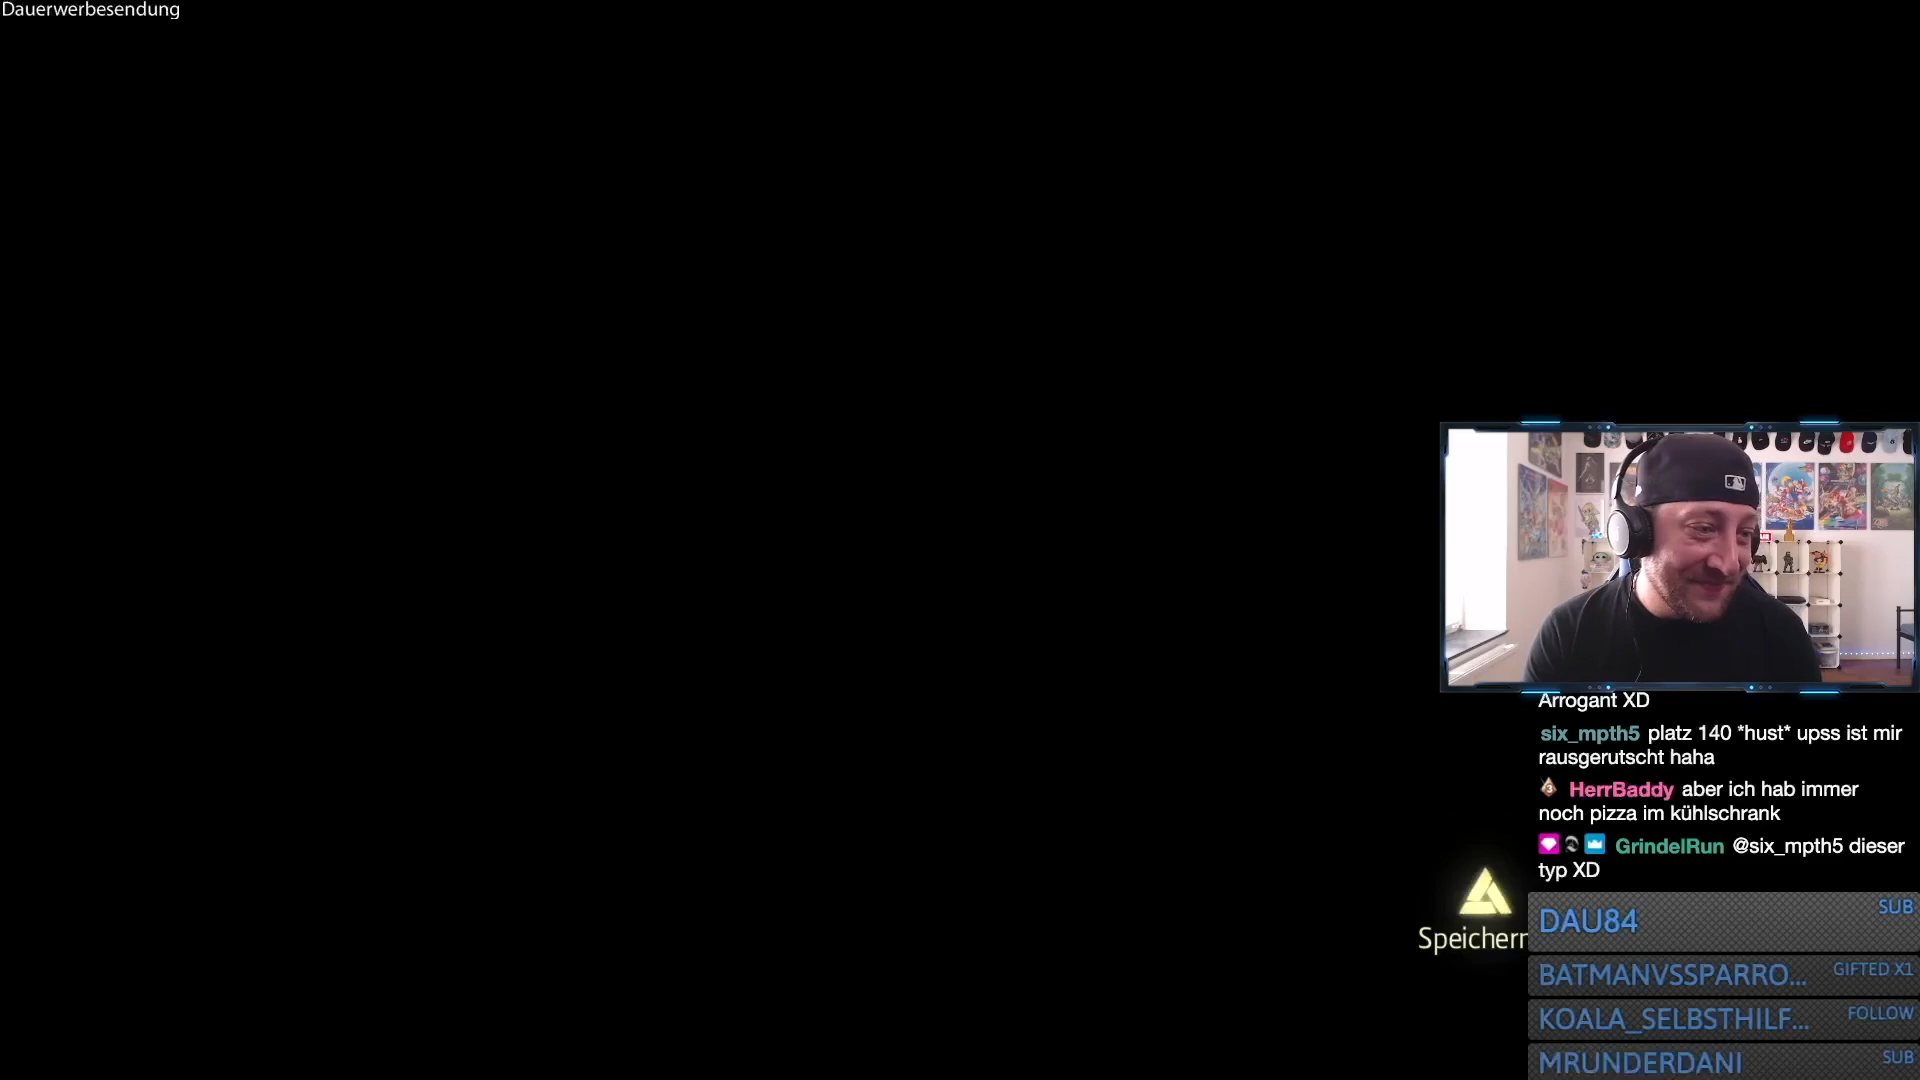 Dauerwerbesendung
Arrogant XD
six_mpth5 platz 140 *hust* upss ist mir
rausgerutscht haha
HerrBaddy aber ich hab immer
noch pizza im kühlschrank
GrindelRun @six_mpth5 dieser
typ XD
Speichern
DAU84 SUB
BATMANVSSPARRO... GIFTED X1
KOALA_SELBSTHILF... FOLLOW
MRUNDERDANI SUB